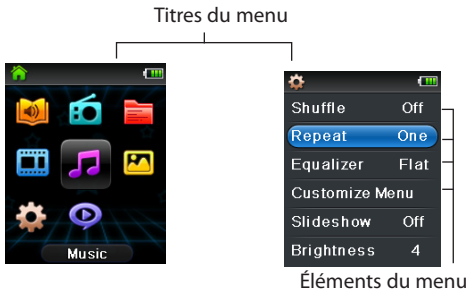 Titres du menu
Music
Shuffle Off
Repeat One
Equalizer Flat
Customize Menu
Slideshow Off
Brightness 4
Éléments du menu